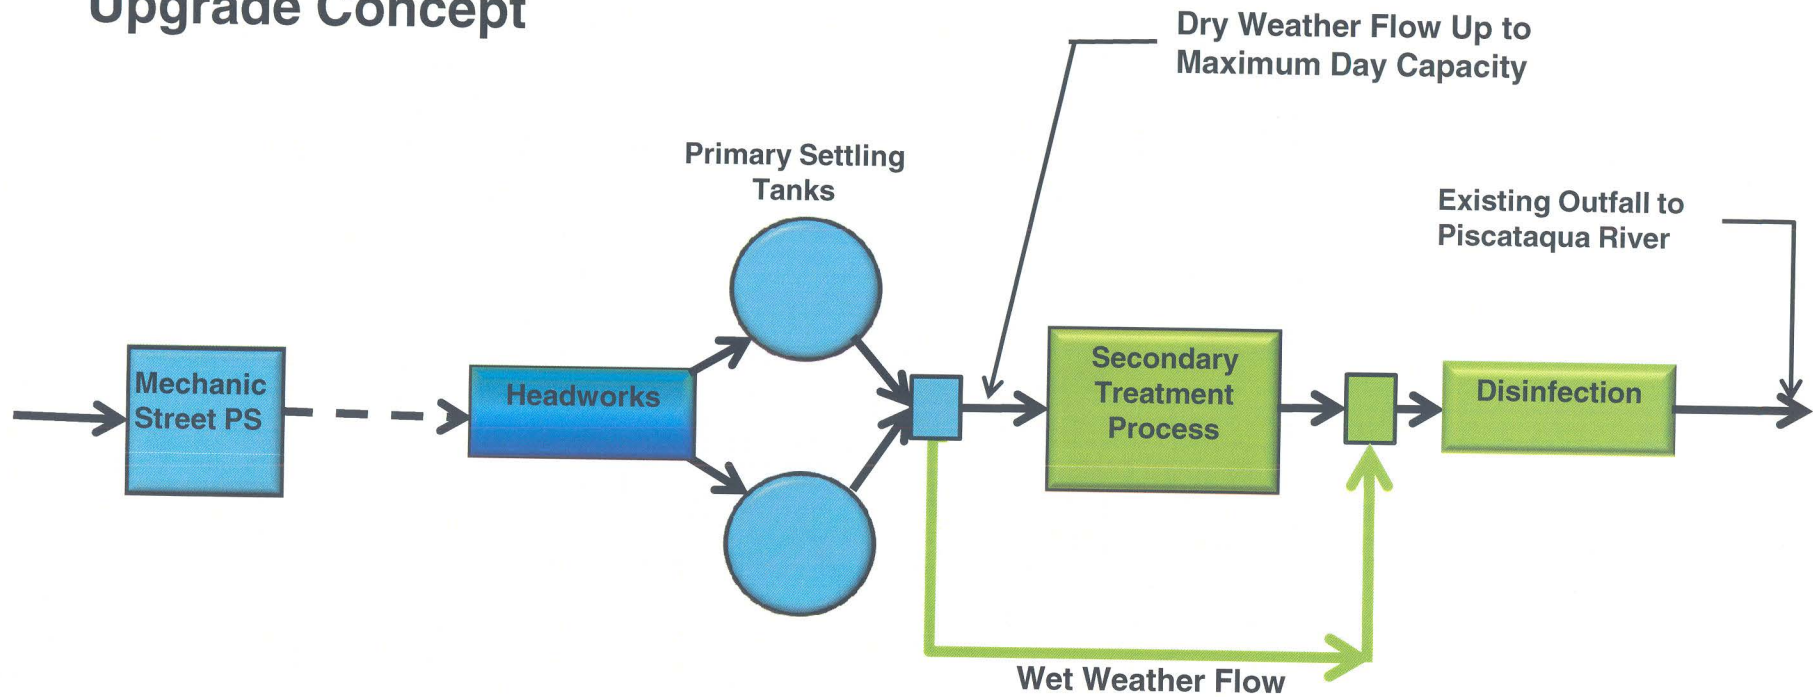 Upgrade Concept
Dry Weather Flow Up to
Maximum Day Capacity
Primary Settling
Tanks
Existing Outfall to
Piscataqua River
Mechanic
Street PS
Headworks
Secondary
Treatment
Process
Disinfection
Wet Weather Flow